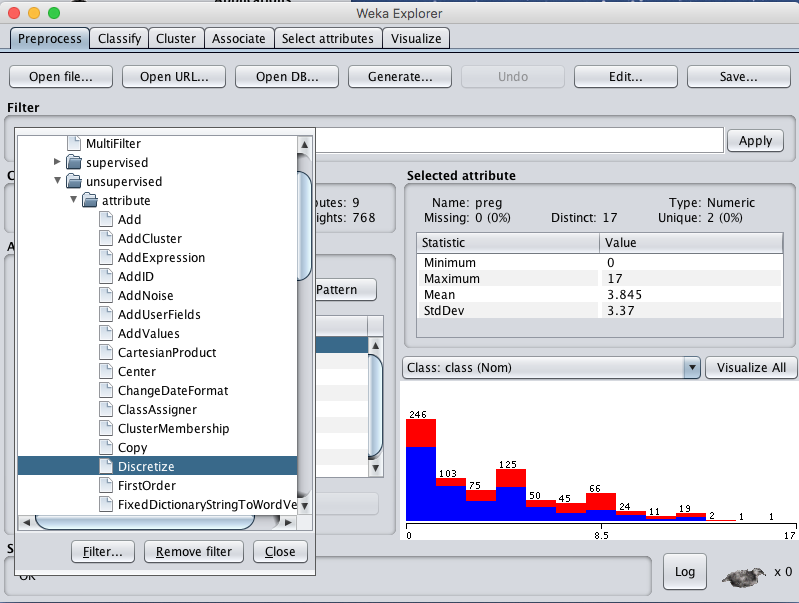 Weka Explorer
Preprocess Classify Cluster Associate Select attributes Visualize
Open file... Open URL... Open DB... Generate... Undo Edit... Save...
Filter
Apply
MultiFilter
supervised
unsupervised
attribute
Add
AddCluster
AddExpression
AddID
AddNoise
AddUserFields
AddValues
CartesianProduct
Center
ChangeDateFormat
ClassAssigner
ClusterMembership
Copy
Discretize
FirstOrder
FixedDictionaryStringToWordVe
Filter... Remove filter Close
butes: 9
ights: 768
Pattern
Selected attribute
Name: preg Type: Numeric
Missing: 0 (0%) Distinct: 17 Unique: 2 (0%)
Statistic Value
Minimum 0
Maximum 17
Mean 3.845
StdDev 3.37
Class: class (Nom) Visualize All
246
103
75
125
50
45
66
24
11
19
2
1
1
0 8.5 17
OK
Log x 0